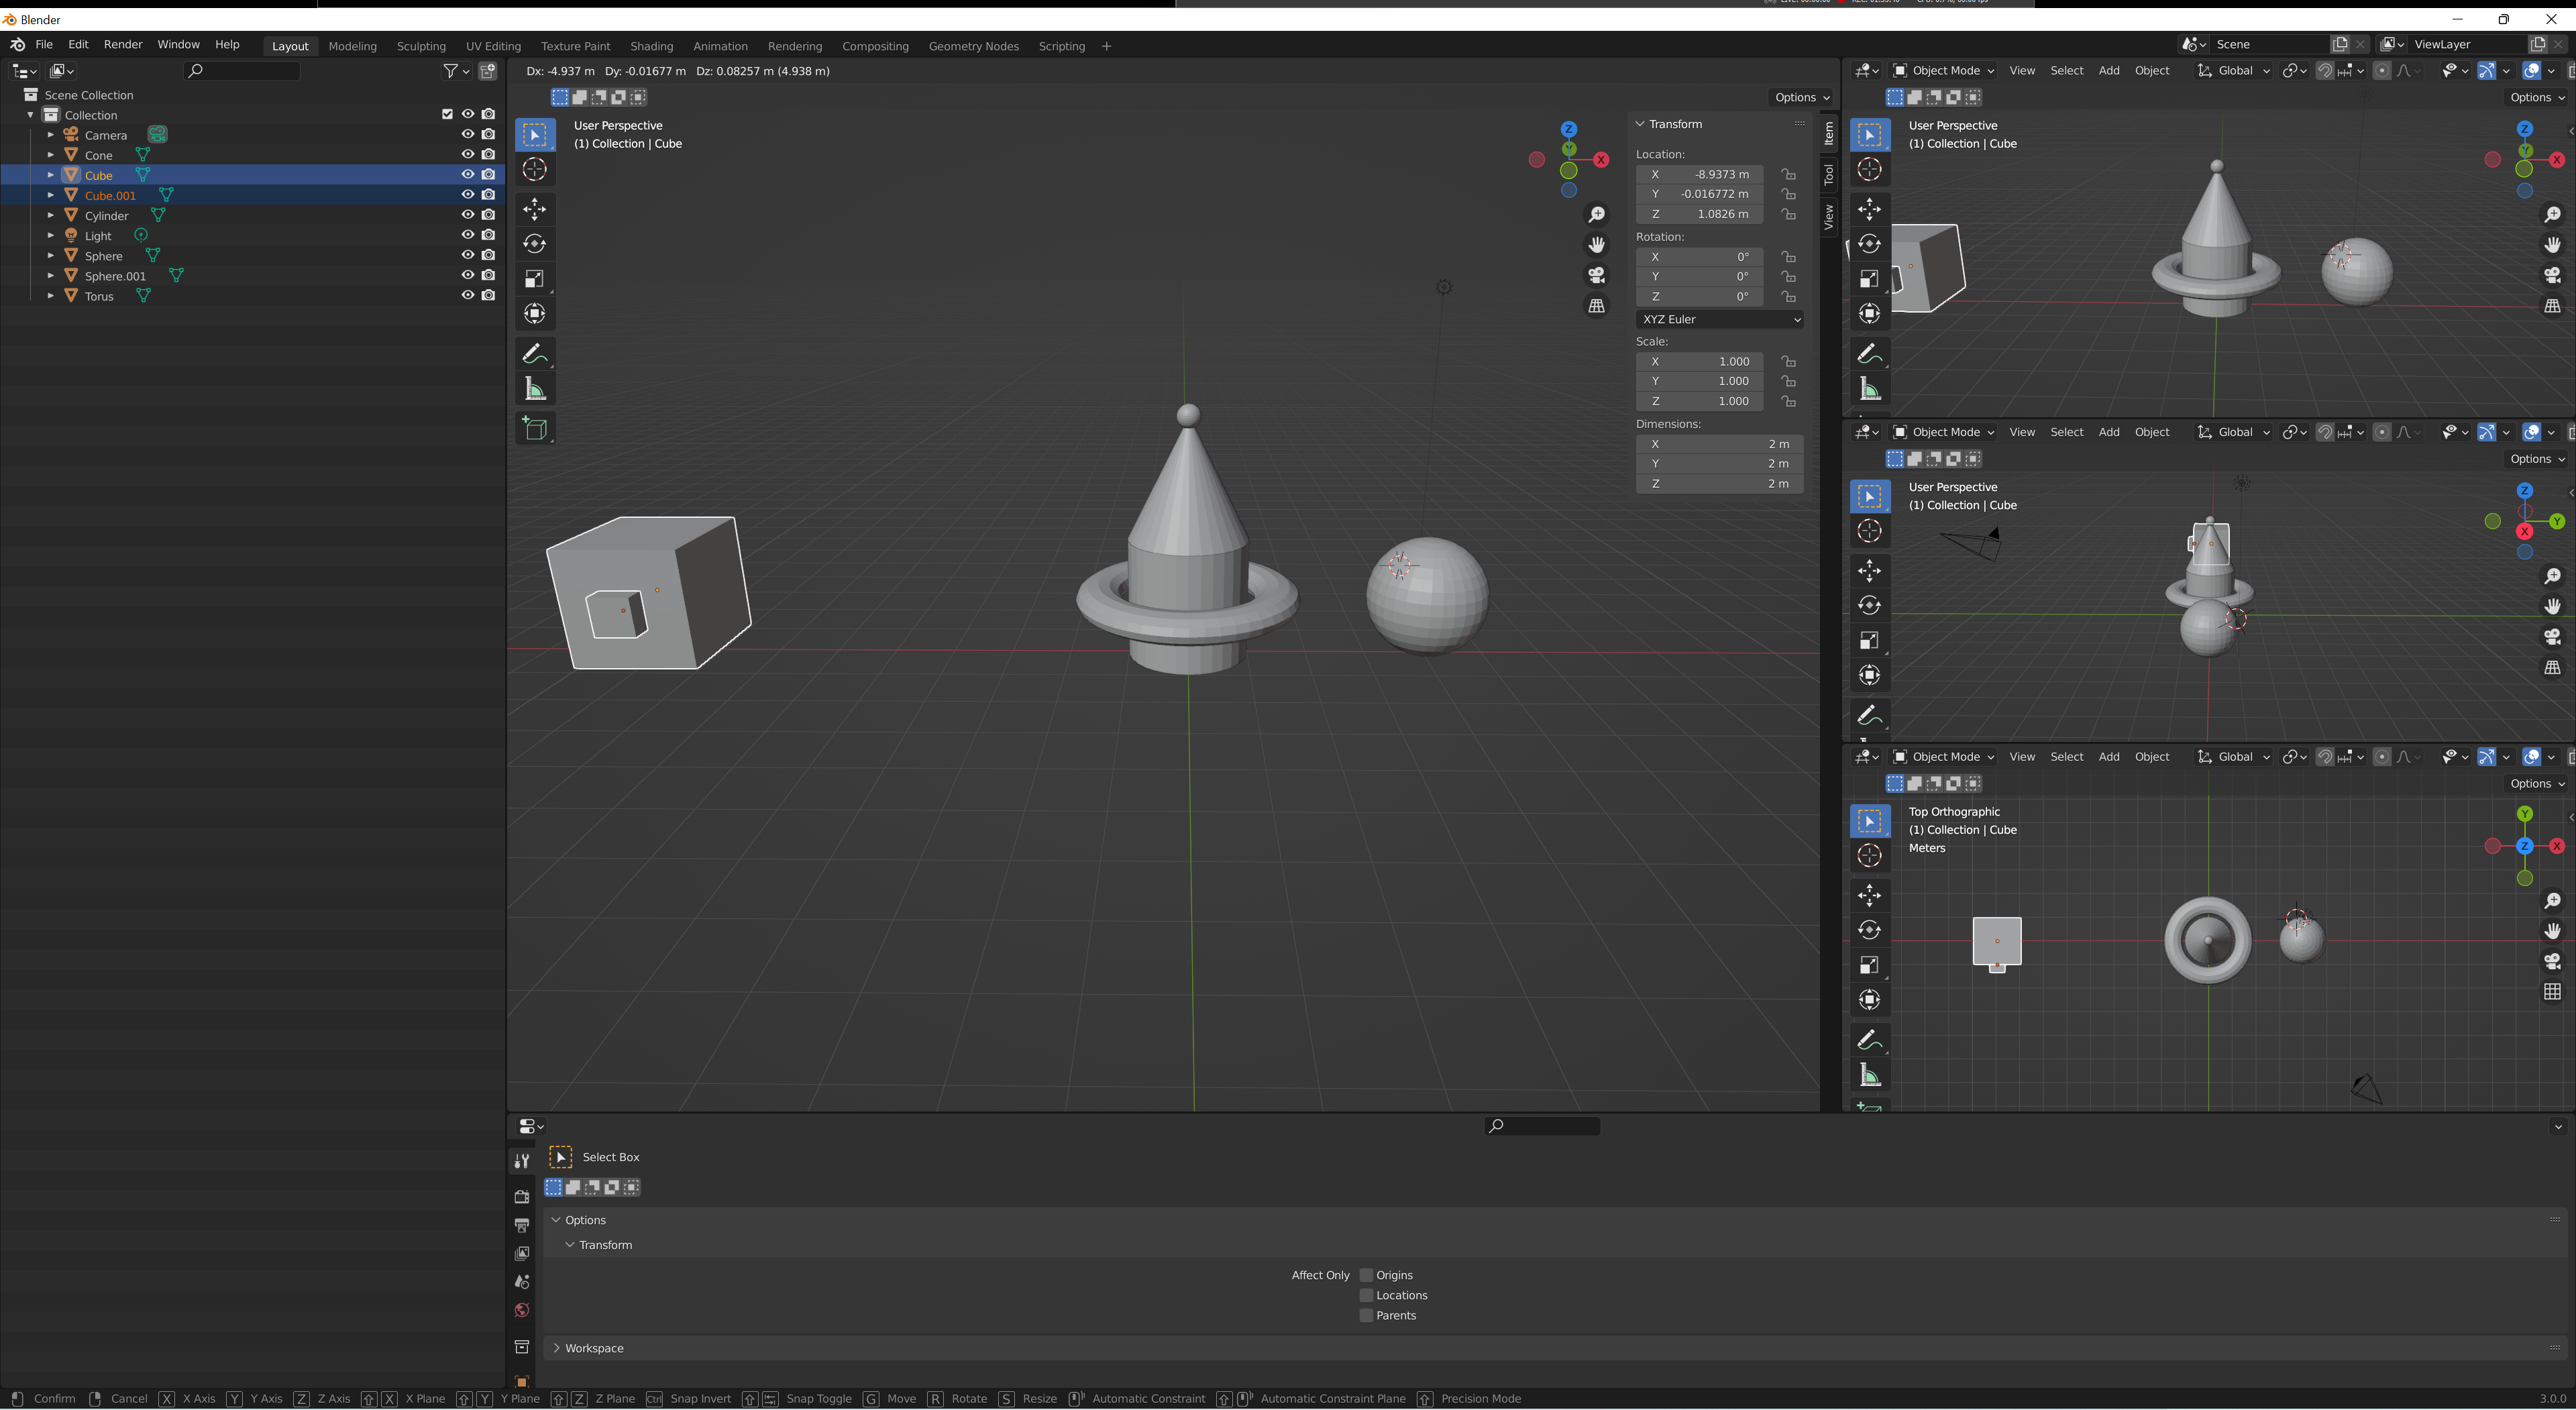 Blender
File Edit Render Window Help Layout Modeling Sculpting UV Editing Texture Paint Shading Animation Rendering Compositing Geometry Nodes Scripting + Scene ViewLayer
Scene Collection
Collection
Camera
Cone
Cube
Cube.001
Cylinder
Light
Sphere
Sphere.001
Torus
Dx: -4.937 m Dy: -0.01677 m Dz: 0.08257 m (4.938 m)
Options
User Perspective
(1) Collection | Cube
Z
Y
X
Transform
Location:
X -8.9373 m
Y -0.016772 m
Z 1.0826 m
Rotation:
X 0°
Y 0°
Z 0°
XYZ Euler
Scale:
X 1.000
Y 1.000
Z 1.000
Dimensions:
X 2 m
Y 2 m
Z 2 m
Item
Tool
View
Object Mode View Select Add Object Global
Options
User Perspective
(1) Collection | Cube
Z
Y
X
Object Mode View Select Add Object Global
Options
User Perspective
(1) Collection | Cube
Z
Y
X
Object Mode View Select Add Object Global
Options
Top Orthographic
(1) Collection | Cube
Meters
Y
Z X
Select Box
Options
Transform
Affect Only Origins
Locations
Parents
Workspace
Confirm Cancel X X Axis Y Y Axis Z Z Axis X X Plane Y Y Plane Z Z Plane Ctrl Snap Invert Snap Toggle G Move R Rotate S Resize Automatic Constraint Automatic Constraint Plane Precision Mode 3.0.0